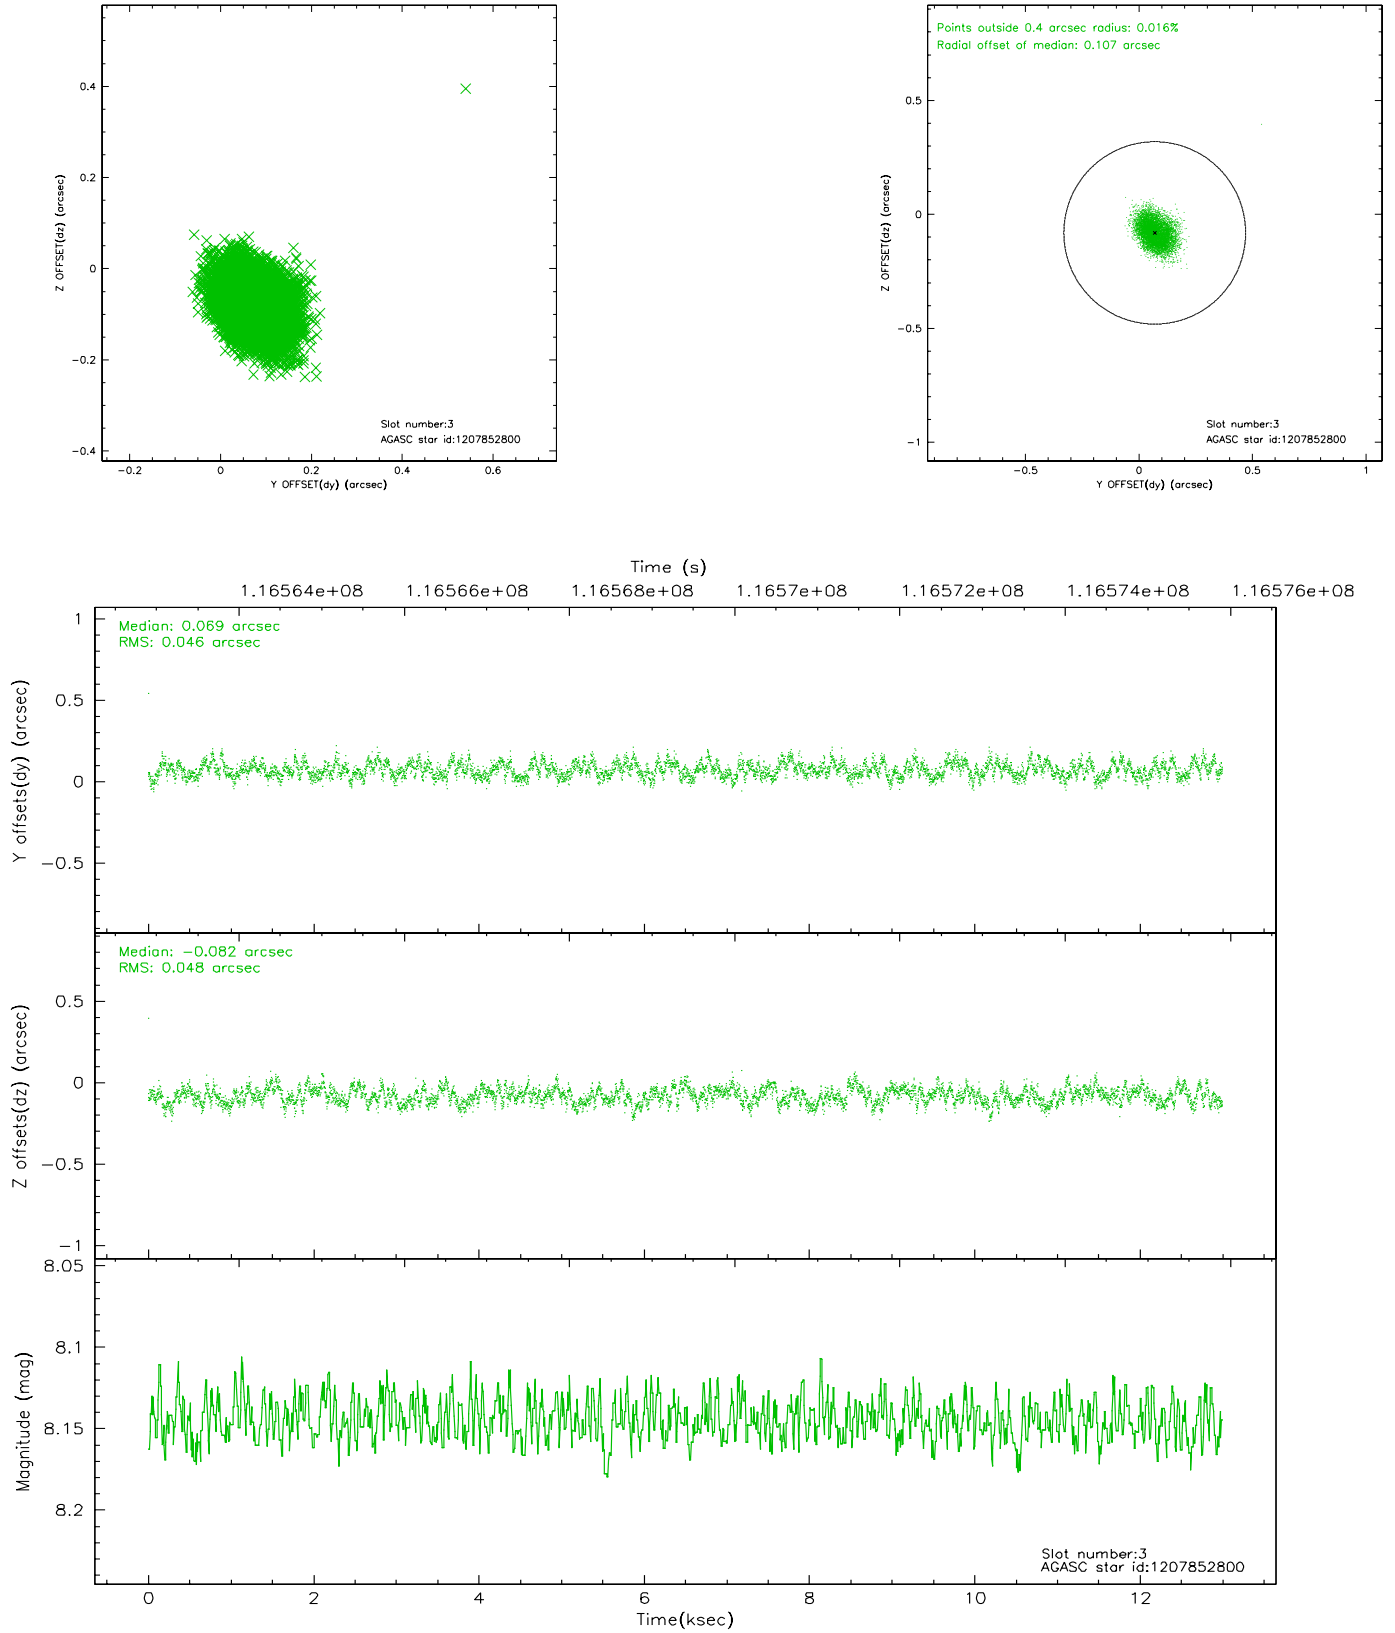 0.4
0.2
0
−0.2
−0.4
Z OFFSET(dz) (arcsec)
Slot number:3
AGASC star id:1207852800
−0.2 0 0.2 0.4 0.6
Y OFFSET(dy) (arcsec)
Points outside 0.4 arcsec radius: 0.016%
Radial offset of median: 0.107 arcsec
0.5
0
−0.5
−1
Z OFFSET(dz) (arcsec)
Slot number:3
AGASC star id:1207852800
−0.5 0 0.5 1
Y OFFSET(dy) (arcsec)
Time (s)
1.16564e+08 1.16566e+08 1.16568e+08 1.1657e+08 1.16572e+08 1.16574e+08 1.16576e+08
Median: 0.069 arcsec
RMS: 0.046 arcsec
1
0.5
0
−0.5
Y offsets(dy) (arcsec)
Median: −0.082 arcsec
RMS: 0.048 arcsec
0.5
0
−0.5
−1
Z offsets(dz) (arcsec)
8.05
8.1
8.15
8.2
Magnitude (mag)
Slot number:3
AGASC star id:1207852800
0 2 4 6 8 10 12
Time(ksec)